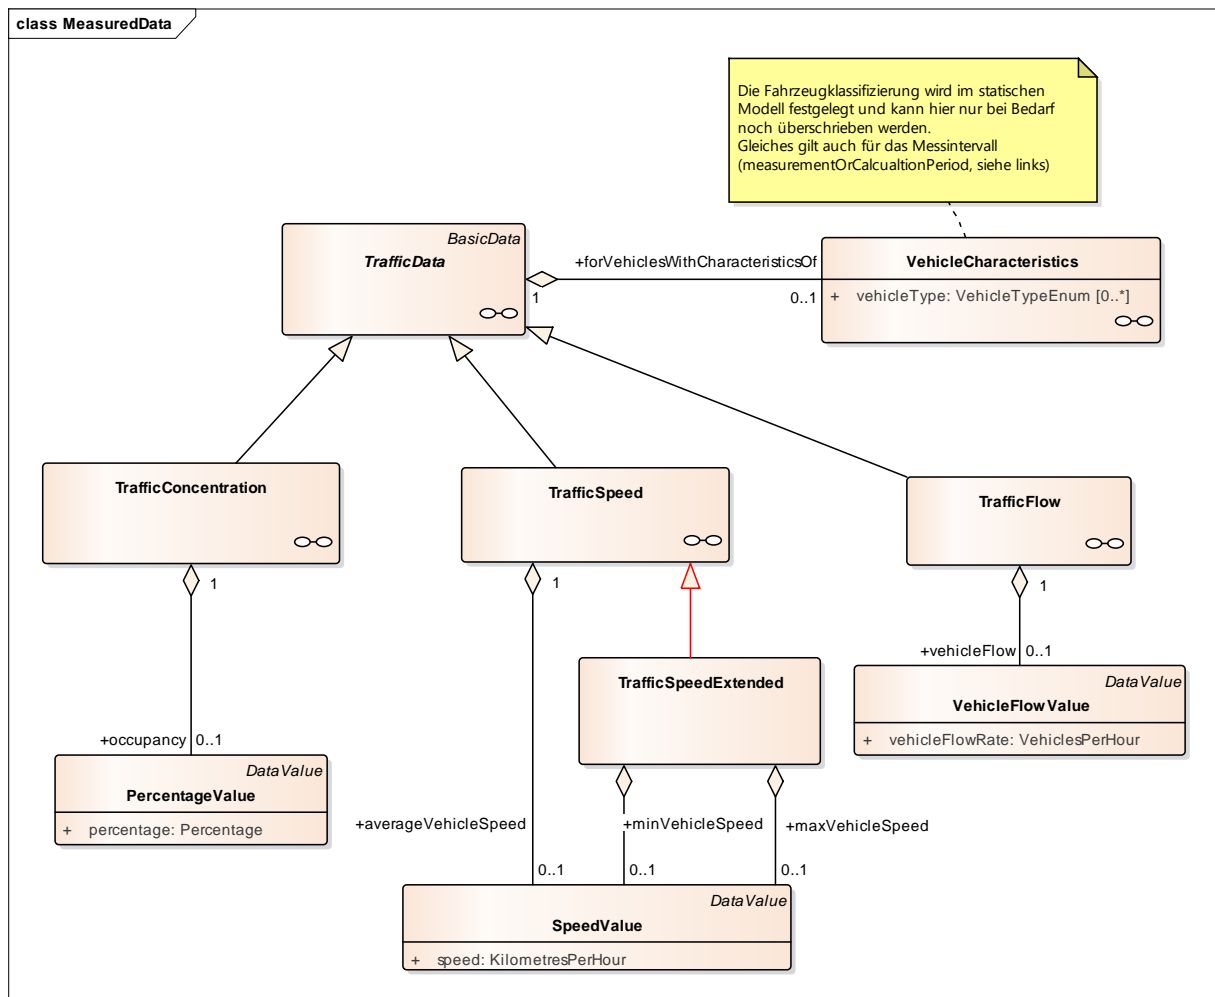 class MeasuredData
Die Fahrzeugklassifizierung wird im statischen
Modell festgelegt und kann hier nur bei Bedarf
noch überschrieben werden.
Gleiches gilt auch für das Messintervall
(measurementOrCalcualtionPeriod, siehe links)
BasicData
TrafficData
+forVehiclesWithCharacteristicsOf
1
0..1
VehicleCharacteristics
+ vehicleType: VehicleTypeEnum [0..*]
TrafficConcentration
1
TrafficSpeed
1
TrafficFlow
1
+vehicleFlow 0..1
TrafficSpeedExtended
DataValue
VehicleFlowValue
+ vehicleFlowRate: VehiclesPerHour
+occupancy 0..1
DataValue
PercentageValue
+ percentage: Percentage
+averageVehicleSpeed
0..1
+minVehicleSpeed
0..1
+maxVehicleSpeed
0..1
DataValue
SpeedValue
+ speed: KilometresPerHour